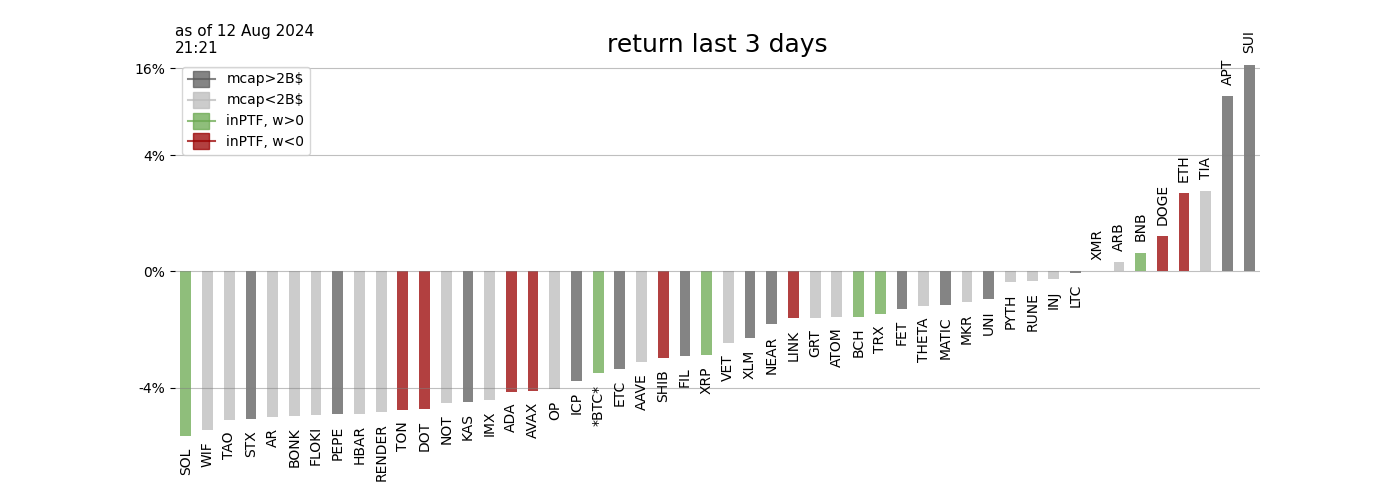 as of 12 Aug 2024
21:21
return last 3 days
16%
4%
0%
-4%
mcap>2B$
mcap<2B$
inPTF, w>0
inPTF, w<0
SOL
WIF
TAO
STX
AR
BONK
FLOKI
PEPE
HBAR
RENDER
TON
DOT
NOT
KAS
IMX
ADA
AVAX
OP
ICP
*BTC*
ETC
AAVE
SHIB
FIL
XRP
VET
XLM
NEAR
LINK
GRT
ATOM
BCH
TRX
FET
THETA
MATIC
MKR
UNI
PYTH
RUNE
INJ
LTC
XMR
ARB
BNB
DOGE
ETH
TIA
APT
SUI